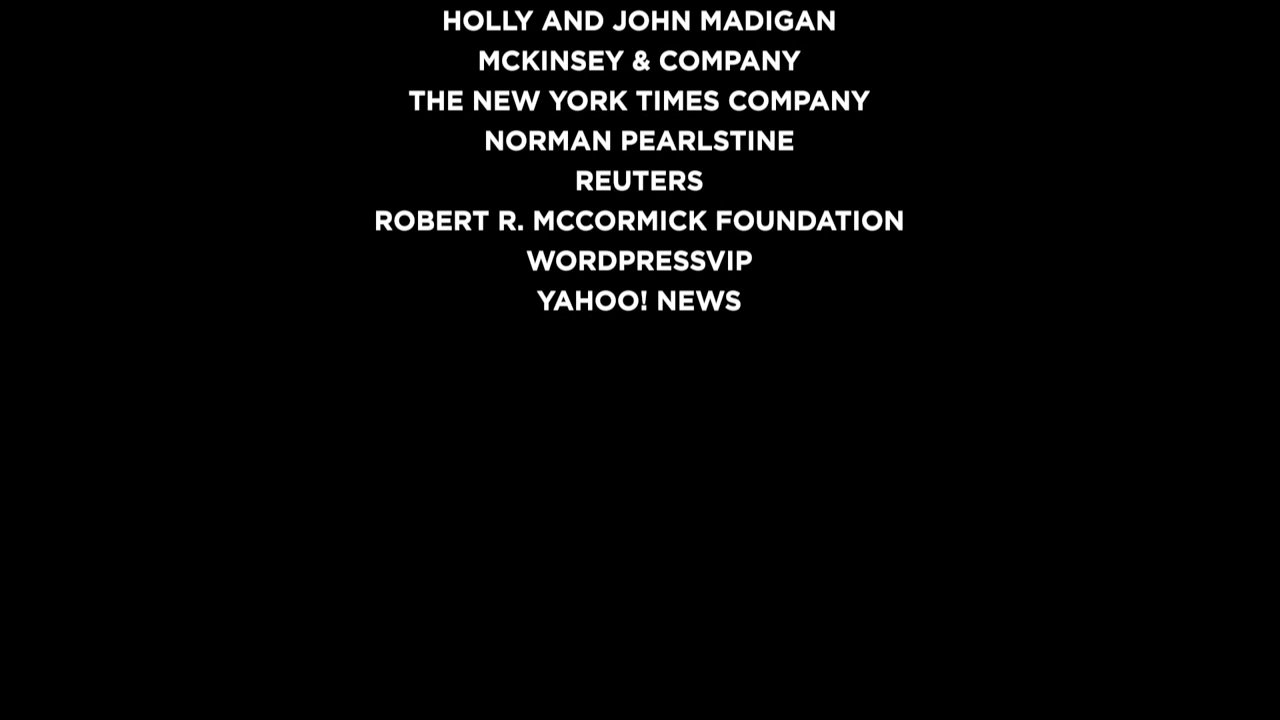 HOLLY AND JOHN MADIGAN
MCKINSEY & COMPANY
THE NEW YORK TIMES COMPANY
NORMAN PEARLSTINE
REUTERS
ROBERT R. MCCORMICK FOUNDATION
WORDPRESSVIP
YAHOO! NEWS